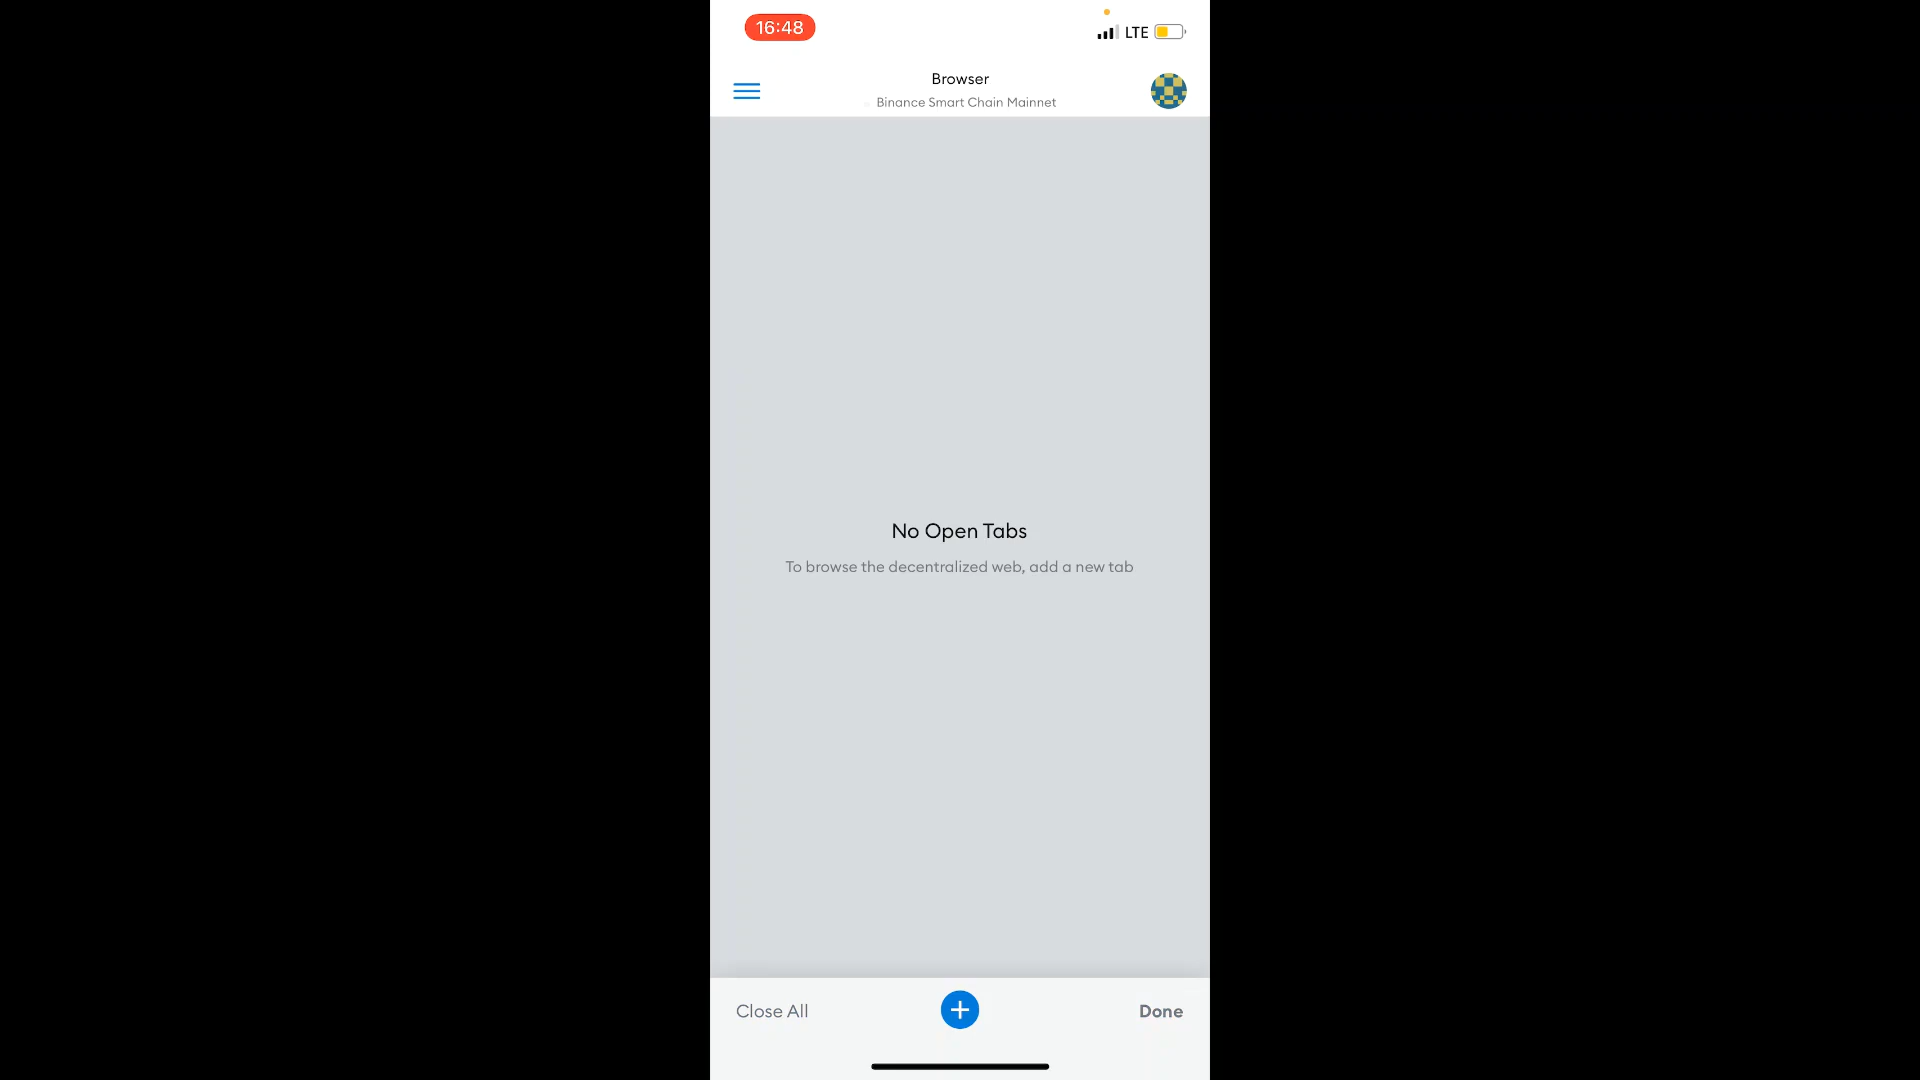 16:48
LTE
Browser
Binance Smart Chain Mainnet
No Open Tabs
To browse the decentralized web, add a new tab
Close All
Done